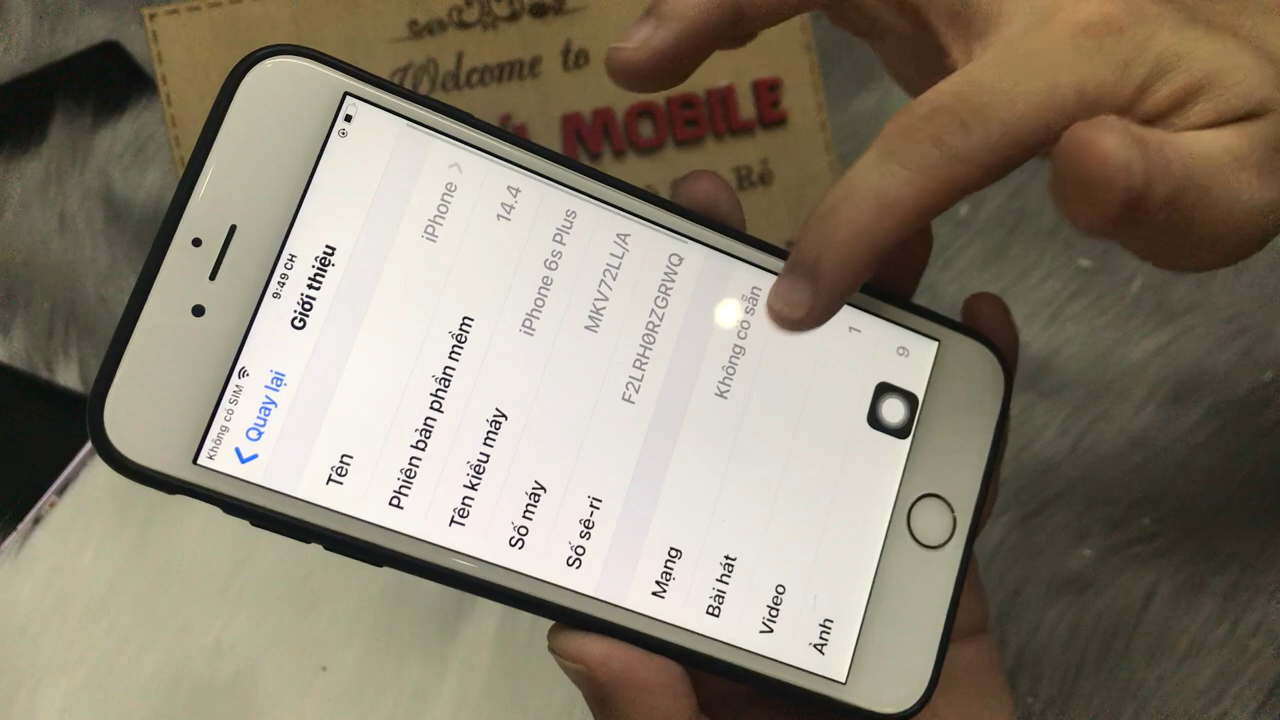 Welcome to
MOBILE
Rẻ
Không có SIM
9:49 CH
Quay lại
Giới thiệu
Tên
iPhone
Phiên bản phần mềm
14.4
Tên kiểu máy
iPhone 6s Plus
Số máy
MKV72LL/A
Số sê-ri
F2LRH0RZGRWQ
Mạng
Không có sẵn
Bài hát
Video
1
Ảnh
9